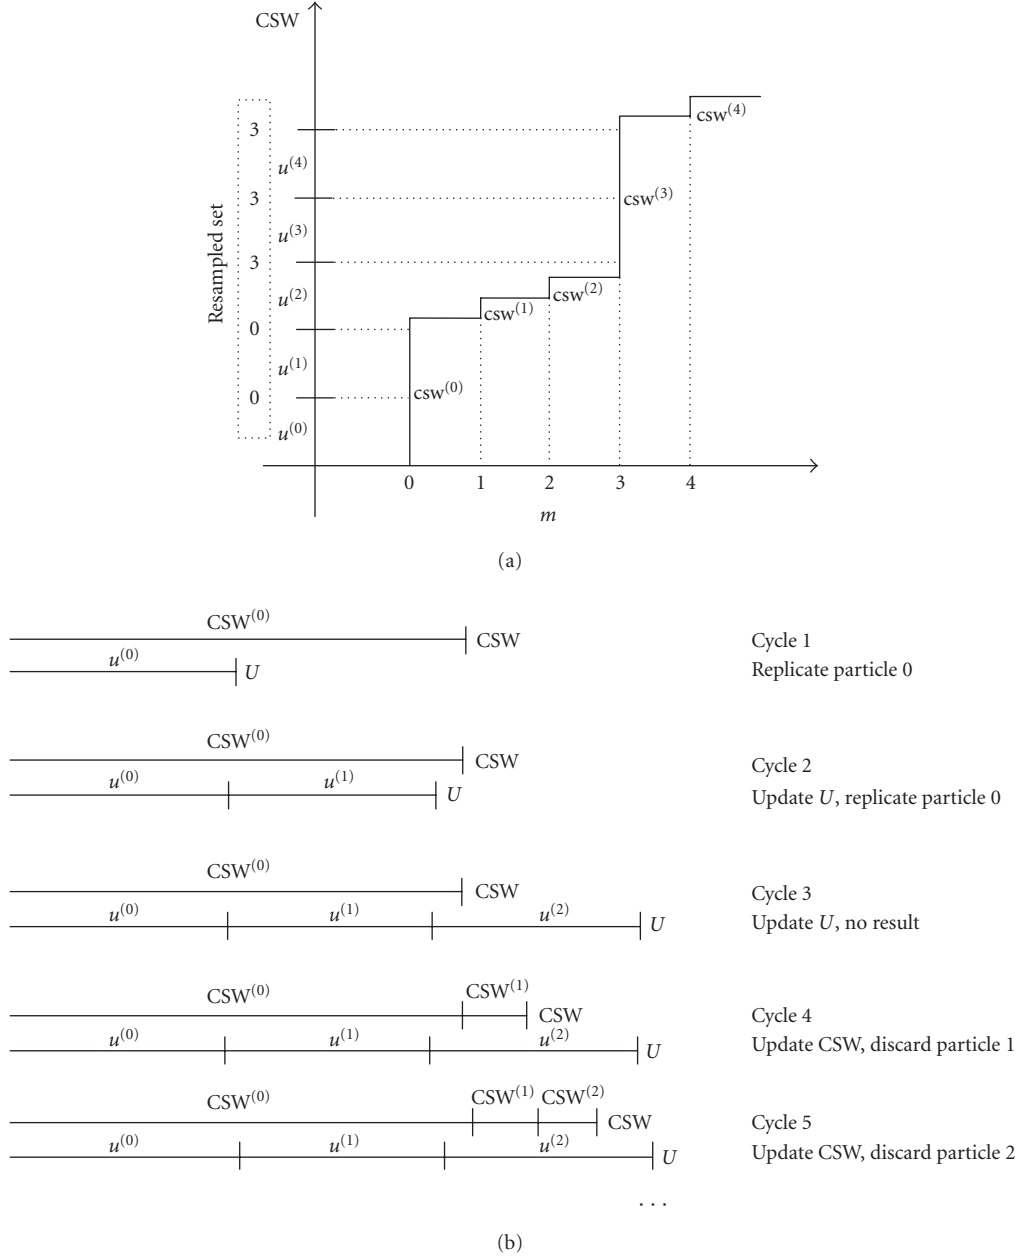 CSW
Resampled set
3
u(4)
3
u(3)
3
u(2)
0
u(1)
0
u(0)
csw(4)
csw(3)
csw(2)
csw(1)
csw(0)
0 1 2 3 4
m
(a)
CSW(0)
CSW
u(0)
U
Cycle 1
Replicate particle 0
CSW(0)
CSW
u(0) u(1)
U
Cycle 2
Update U, replicate particle 0
CSW(0)
CSW
u(0) u(1) u(2)
U
Cycle 3
Update U, no result
CSW(0) CSW(1)
CSW
u(0) u(1) u(2)
U
Cycle 4
Update CSW, discard particle 1
CSW(0) CSW(1) CSW(2)
CSW
u(0) u(1) u(2)
U
Cycle 5
Update CSW, discard particle 2
. . .
(b)